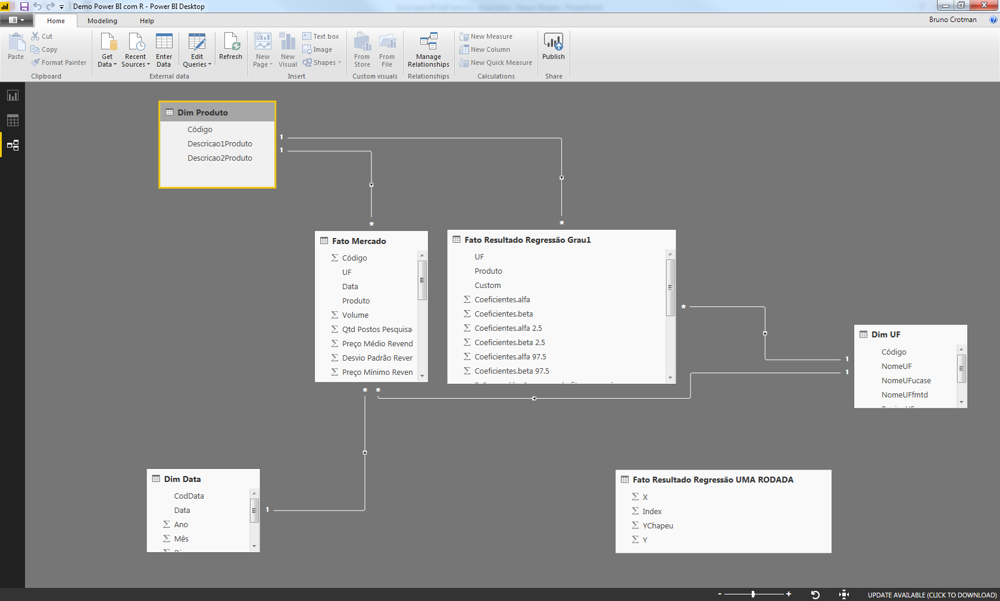 Demo Power BI com R - Power BI Desktop
Home Modeling Help Bruno Crotman
Paste
Cut
Copy
Format Painter
Clipboard
Get Data
Recent Sources
Enter Data
Edit Queries
External data
Refresh
New Page
New Visual
Text box
Image
Shapes
Insert
From Store
From File
Custom visuals
Manage Relationships
Relationships
New Measure
New Column
New Quick Measure
Calculations
Publish
Share
Dim Produto
Código
Descricao1Produto
Descricao2Produto
1
1
*
*
Fato Mercado
Σ Código
UF
Data
Produto
Σ Volume
Σ Qtd Postos Pesquisa
Σ Preço Médio Revend
Σ Desvio Padrão Rever
Σ Preço Mínimo Reven
* *
Fato Resultado Regressão Grau1
UF
Produto
Custom
Σ Coeficientes.alfa
Σ Coeficientes.beta
Σ Coeficientes.alfa 2.5
Σ Coeficientes.beta 2.5
Σ Coeficientes.alfa 97.5
Σ Coeficientes.beta 97.5
*
1
1
Dim UF
Código
NomeUF
NomeUFucase
NomeUFfmtd
Dim Data
CodData
Data
Σ Ano
Σ Mês
1
Fato Resultado Regressão UMA RODADA
Σ X
Σ Index
Σ YChapeu
Σ Y
- +
UPDATE AVAILABLE (CLICK TO DOWNLOAD)